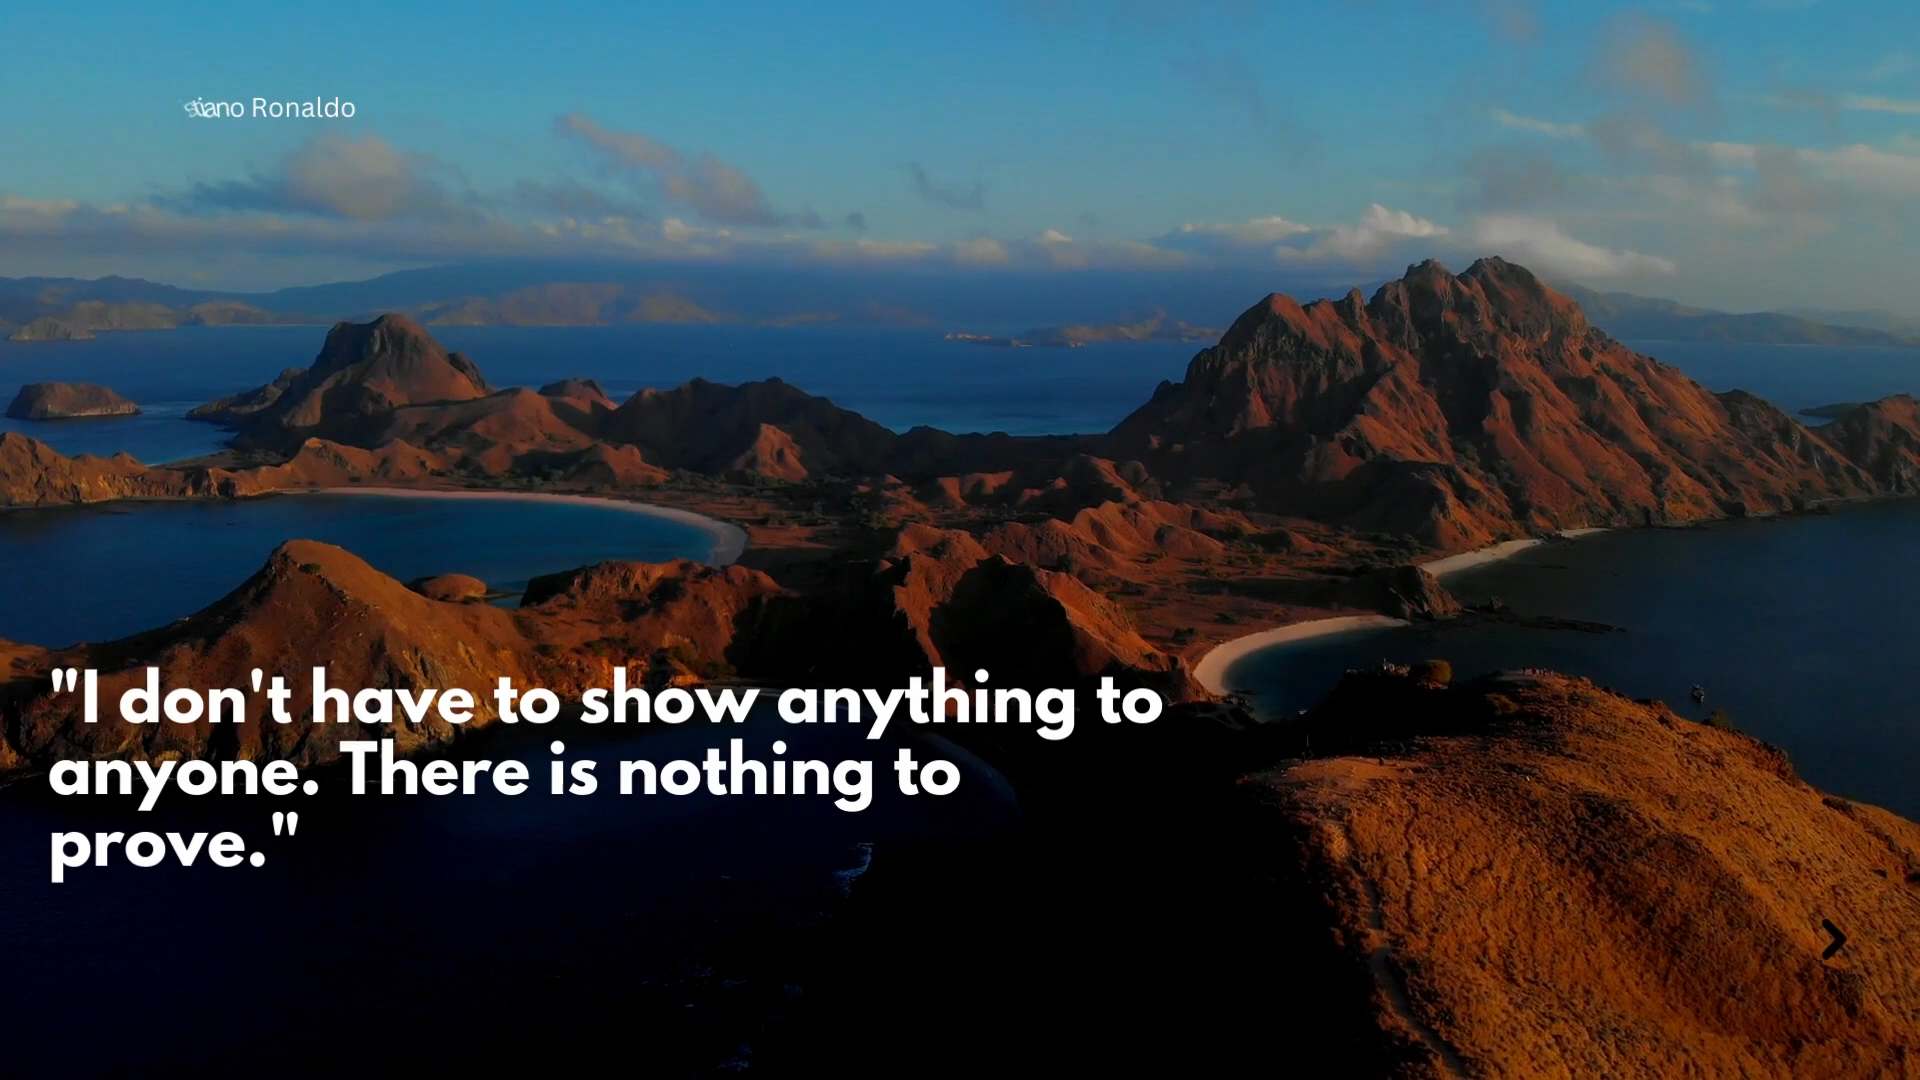 Ronaldo
"I don't have to show anything to
anyone. There is nothing to
prove."